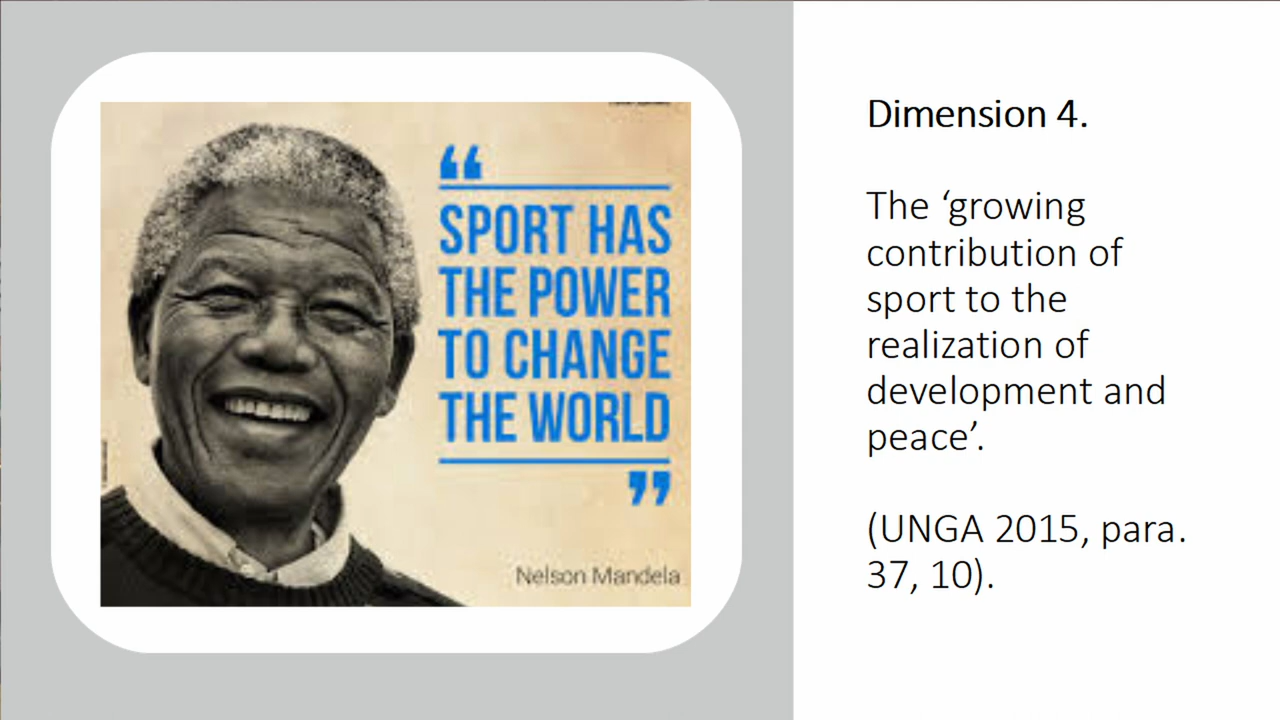 “
SPORT HAS
THE POWER
TO CHANGE
THE WORLD
”
Nelson Mandela
Dimension 4.
The ‘growing
contribution of
sport to the
realization of
development and
peace’.
(UNGA 2015, para.
37, 10).